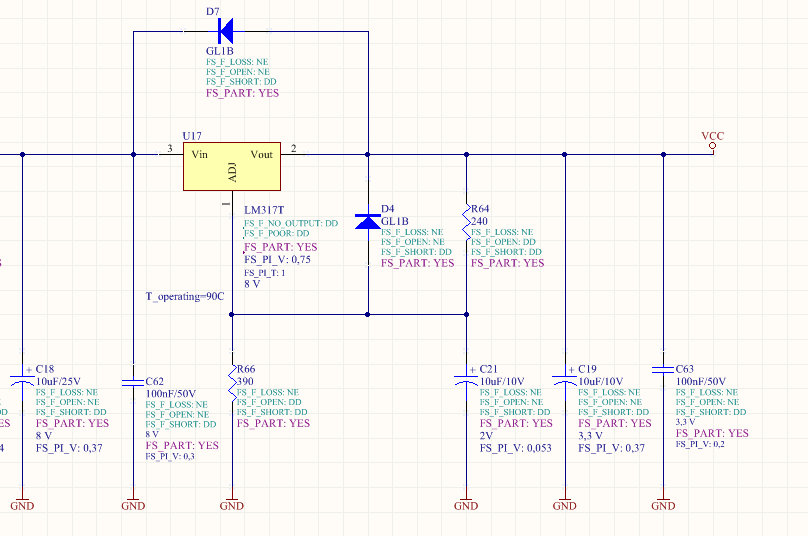 D7
GL1B
FS_F_LOSS: NE
FS_F_OPEN: NE
FS_F_SHORT: DD
FS_PART: YES
VCC
U17
3
Vin
Vout
2
ADJ
1
LM317T
FS_F_NO_OUTPUT: DD
FS_F_POOR: DD
FS_PART: YES
FS_PI_V: 0,75
FS_PI_T: 1
8 V
T_operating=90C
D4
GL1B
FS_F_LOSS: NE
FS_F_OPEN: NE
FS_F_SHORT: DD
FS_PART: YES
R64
240
FS_F_LOSS: NE
FS_F_OPEN: DD
FS_F_SHORT: DD
FS_PART: YES
+
C18
10uF/25V
FS_F_LOSS: NE
FS_F_OPEN: NE
FS_F_SHORT: DD
FS_PART: YES
8 V
FS_PI_V: 0,37
C62
100nF/50V
FS_F_LOSS: NE
FS_F_OPEN: NE
FS_F_SHORT: DD
8 V
FS_PART: YES
FS_PI_V: 0,3
R66
390
FS_F_LOSS: NE
FS_F_OPEN: DD
FS_F_SHORT: DD
FS_PART: YES
+
C21
10uF/10V
FS_F_LOSS: NE
FS_F_OPEN: NE
FS_F_SHORT: DD
FS_PART: YES
2V
FS_PI_V: 0,053
+
C19
10uF/10V
FS_F_LOSS: NE
FS_F_OPEN: NE
FS_F_SHORT: DD
FS_PART: YES
3,3 V
FS_PI_V: 0,37
C63
100nF/50V
FS_F_LOSS: NE
FS_F_OPEN: NE
FS_F_SHORT: DD
3,3 V
FS_PART: YES
FS_PI_V: 0,2
GND
GND
GND
GND
GND
GND